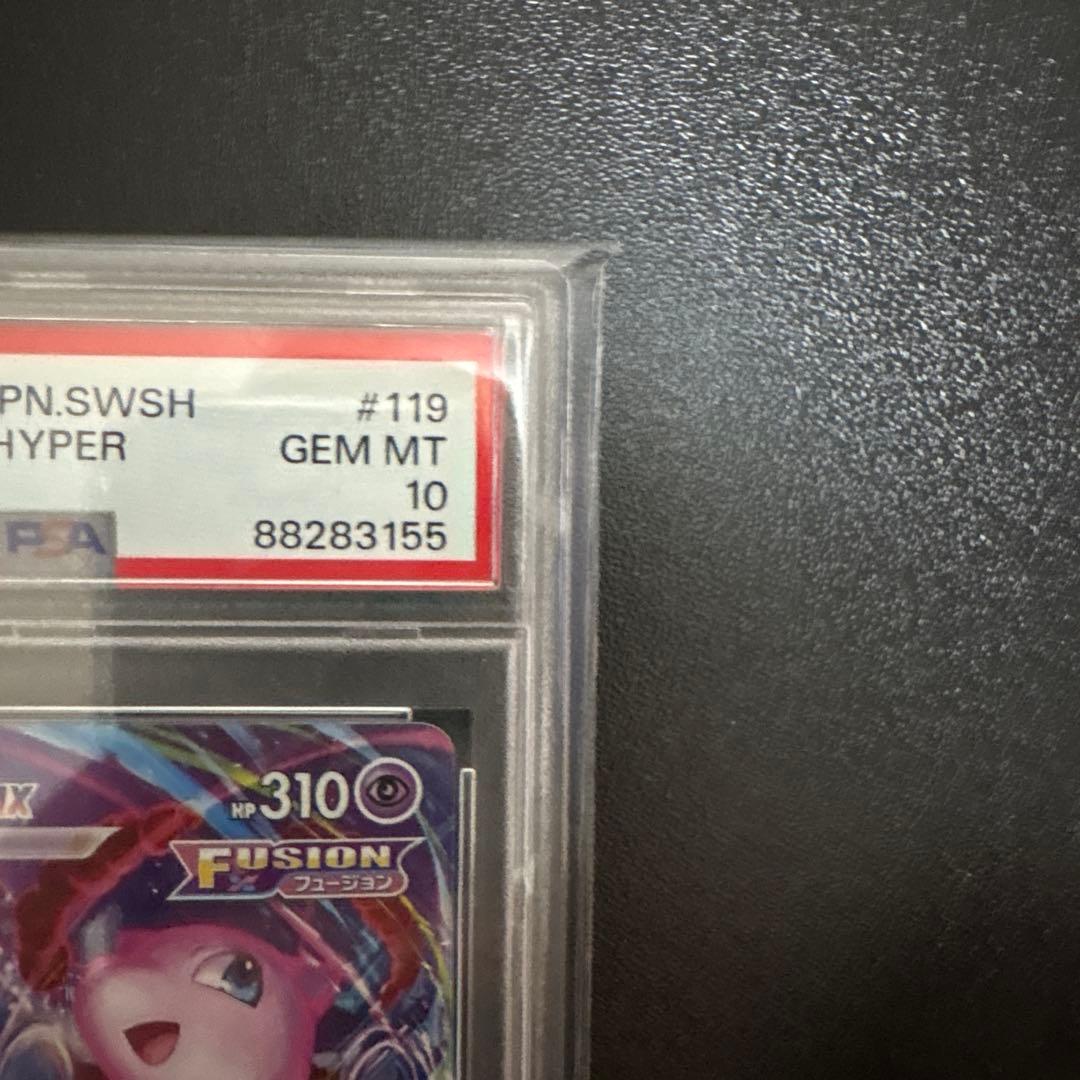 PN.SWSH #119
HYPER GEM MT
10
PSA 88283155
HP310
FUSION
フュージョン